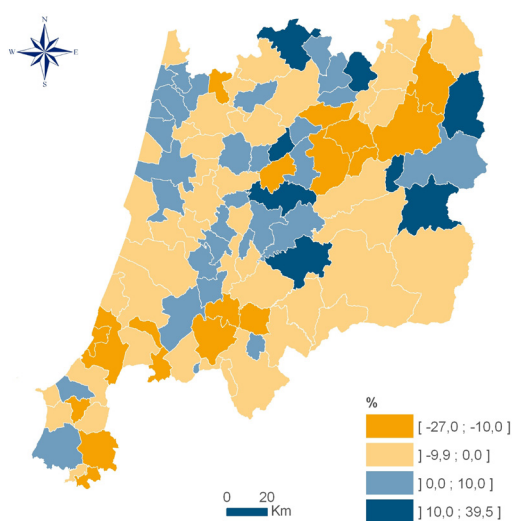 N
W E
S
%
[ -27,0 ; -10,0 ]
] -9,9 ; 0,0 ]
] 0,0 ; 10,0 ]
] 10,0 ; 39,5 ]
0 20
Km